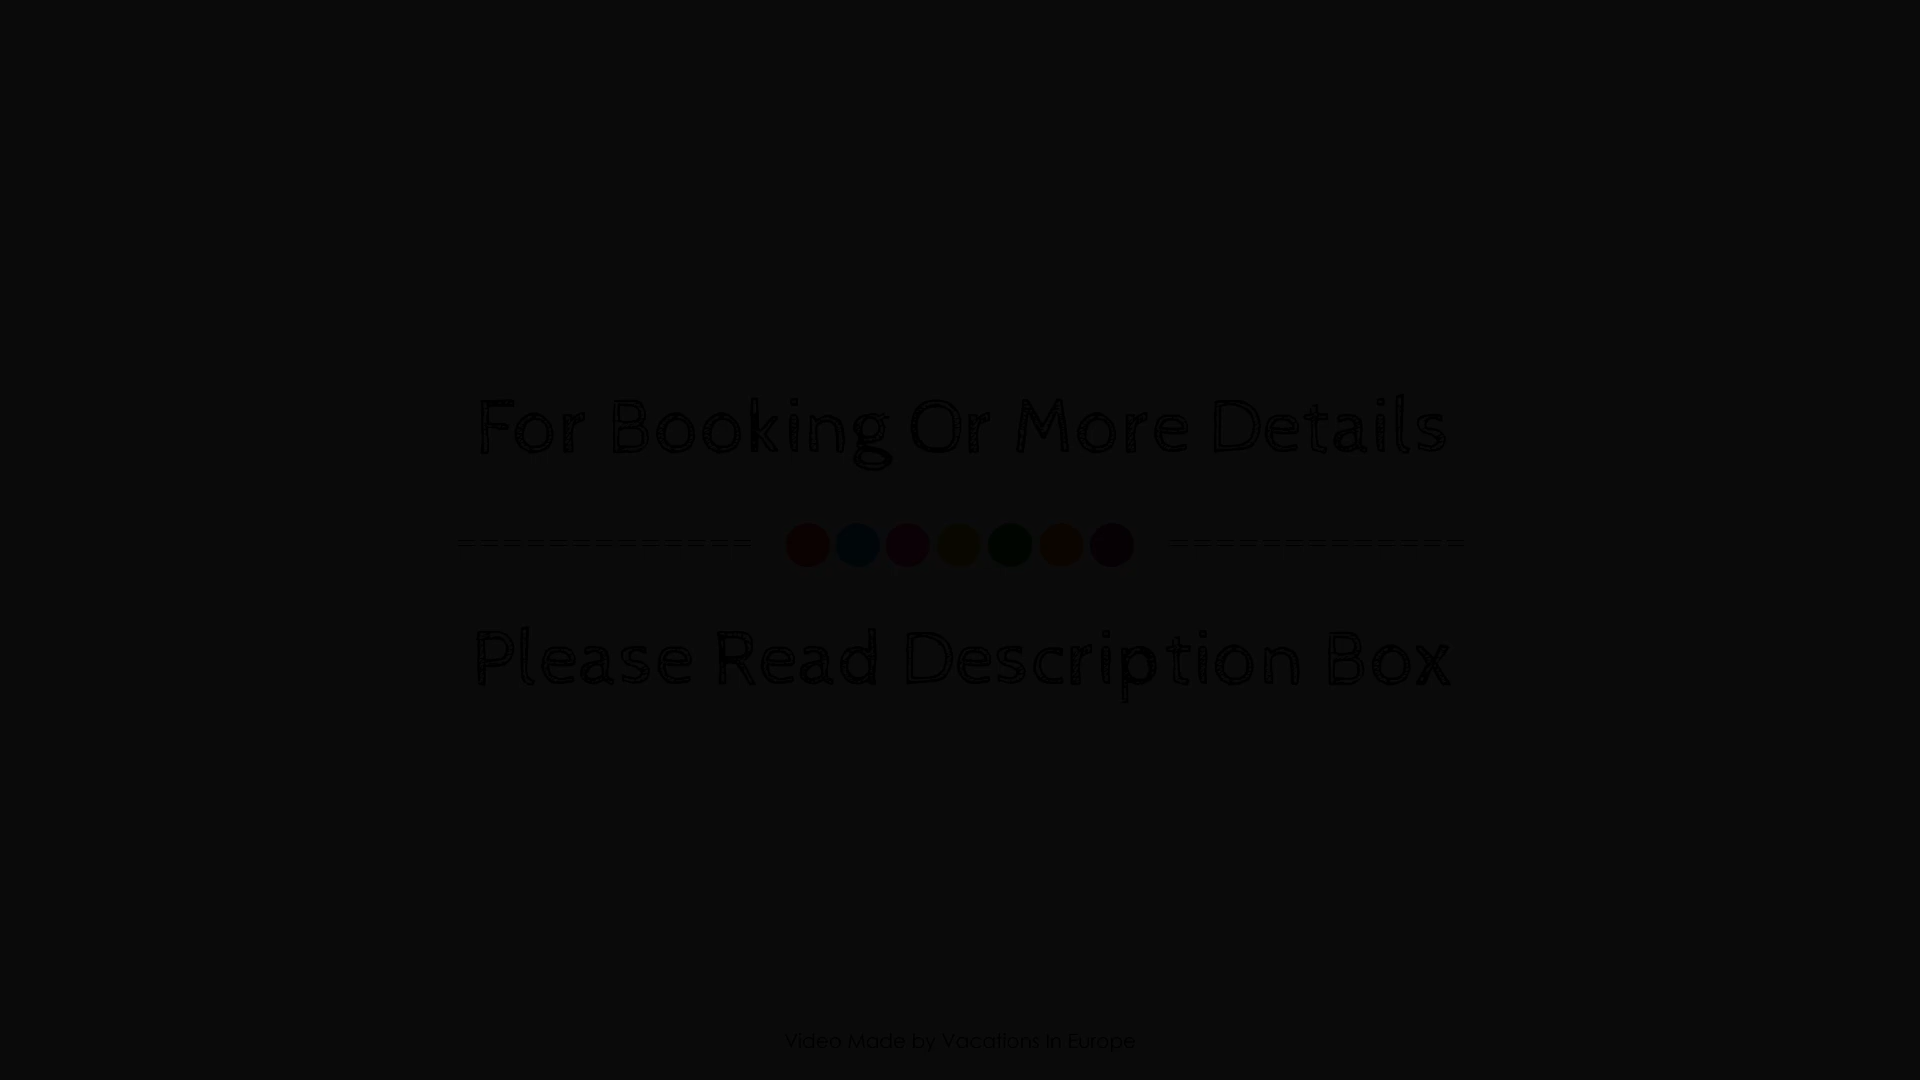 For Booking Or More Details
Please Read Description Box
Video Made by Vacations In Europe